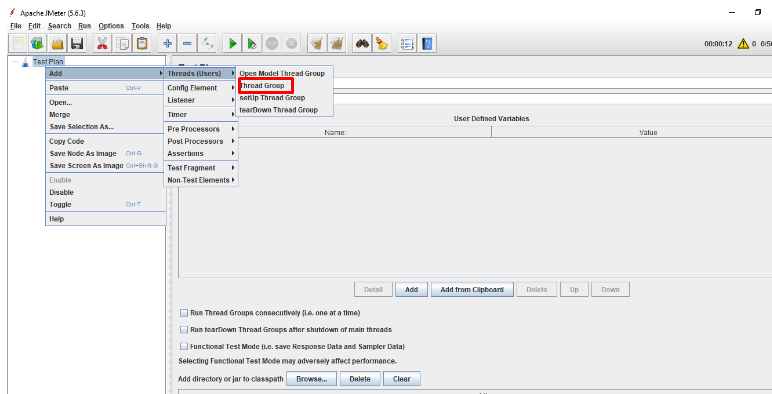 Apache JMeter (5.6.3)
File Edit Search Run Options Tools Help
00:00:12 0 0/50
Test Plan
Add
Paste Ctrl-V
Open...
Merge
Save Selection As...
Copy Code
Save Node As Image Ctrl-G
Save Screen As Image Ctrl+Shift-G
Enable
Disable
Toggle Ctrl-T
Help
Threads (Users)
Config Element
Listener
Timer
Pre Processors
Post Processors
Assertions
Test Fragment
Non-Test Elements
Open Model Thread Group
Thread Group
setUp Thread Group
tearDown Thread Group
User Defined Variables
Name: Value
Detail Add Add from Clipboard Delete Up Down
Run Thread Groups consecutively (i.e. one at a time)
Run tearDown Thread Groups after shutdown of main threads
Functional Test Mode (i.e. save Response Data and Sampler Data)
Selecting Functional Test Mode may adversely affect performance.
Add directory or jar to classpath Browse... Delete Clear